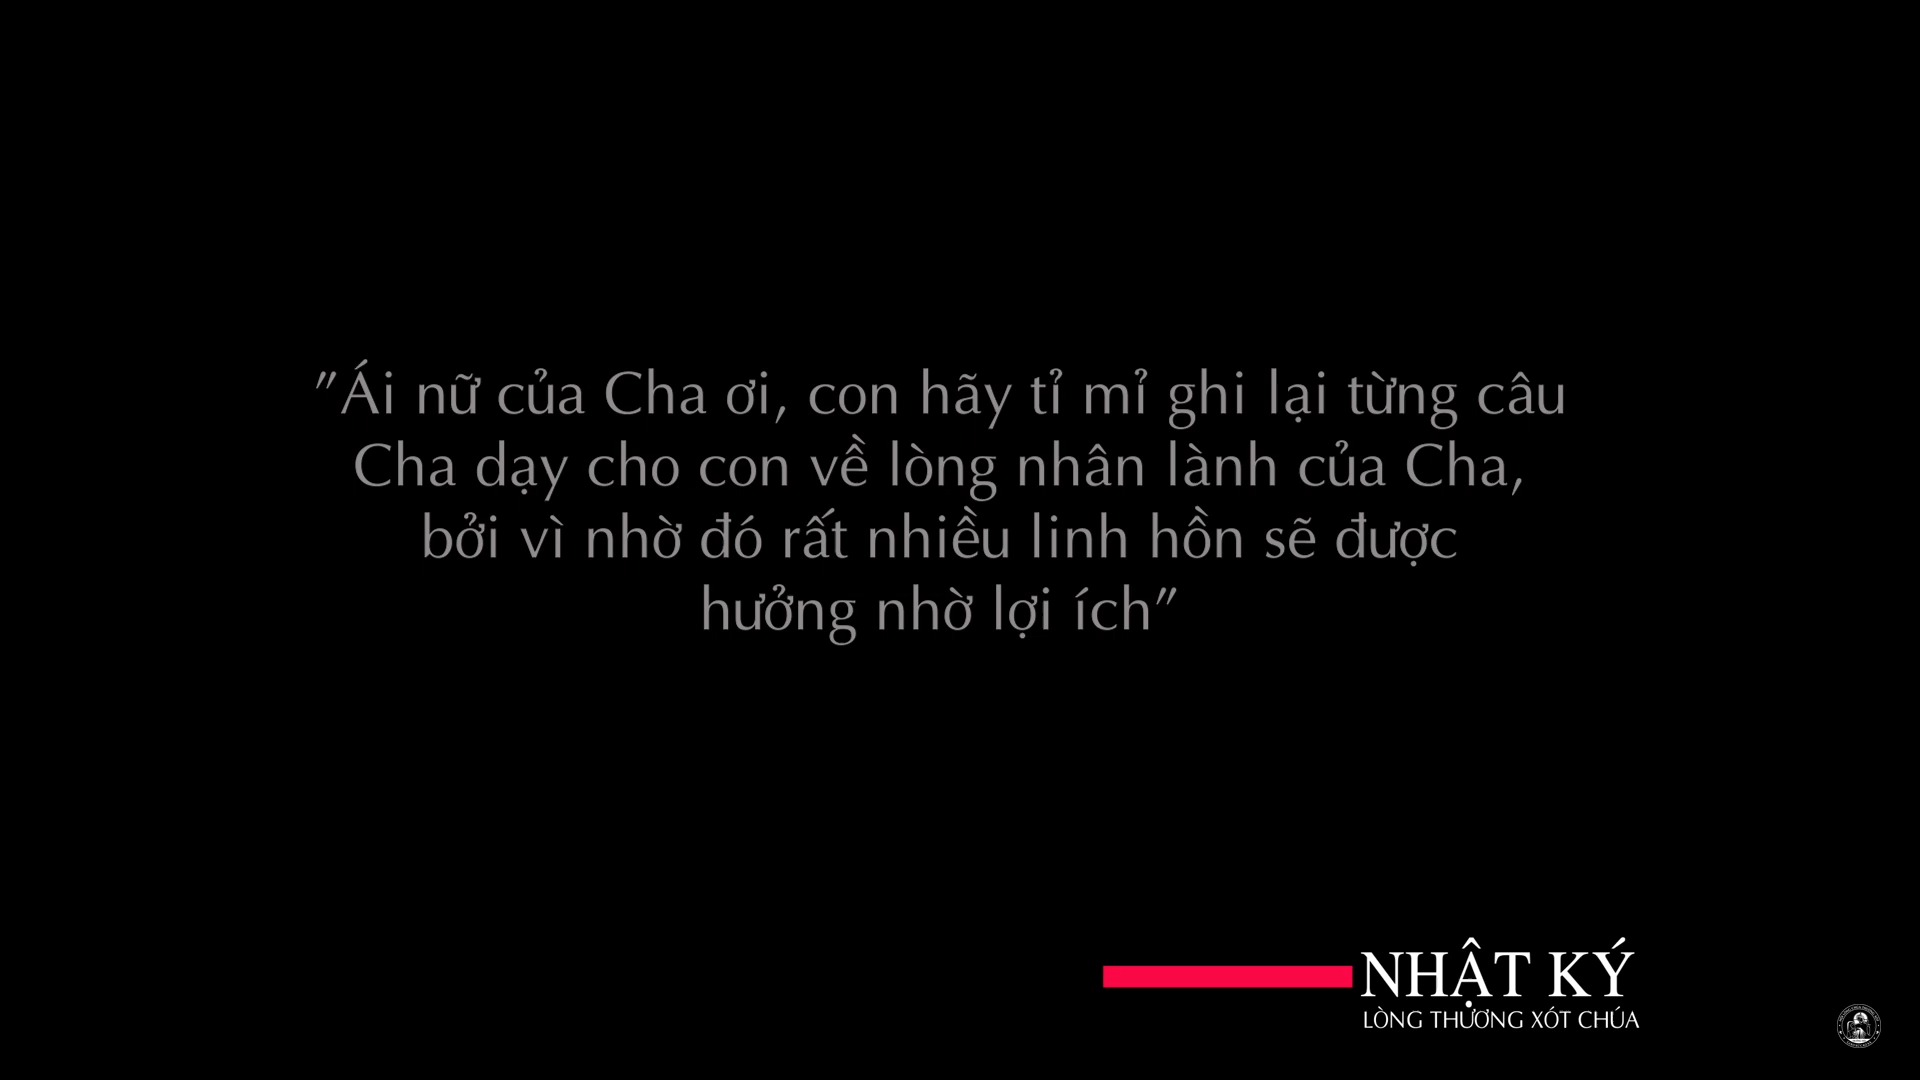 "Ái nữ của Cha ơi, con hãy tỉ mỉ ghi lại từng câu
Cha dạy cho con về lòng nhân lành của Cha,
bởi vì nhờ đó rất nhiều linh hồn sẽ được
hưởng nhờ lợi ích"
NHẬT KÝ
LÒNG THƯƠNG XÓT CHÚA